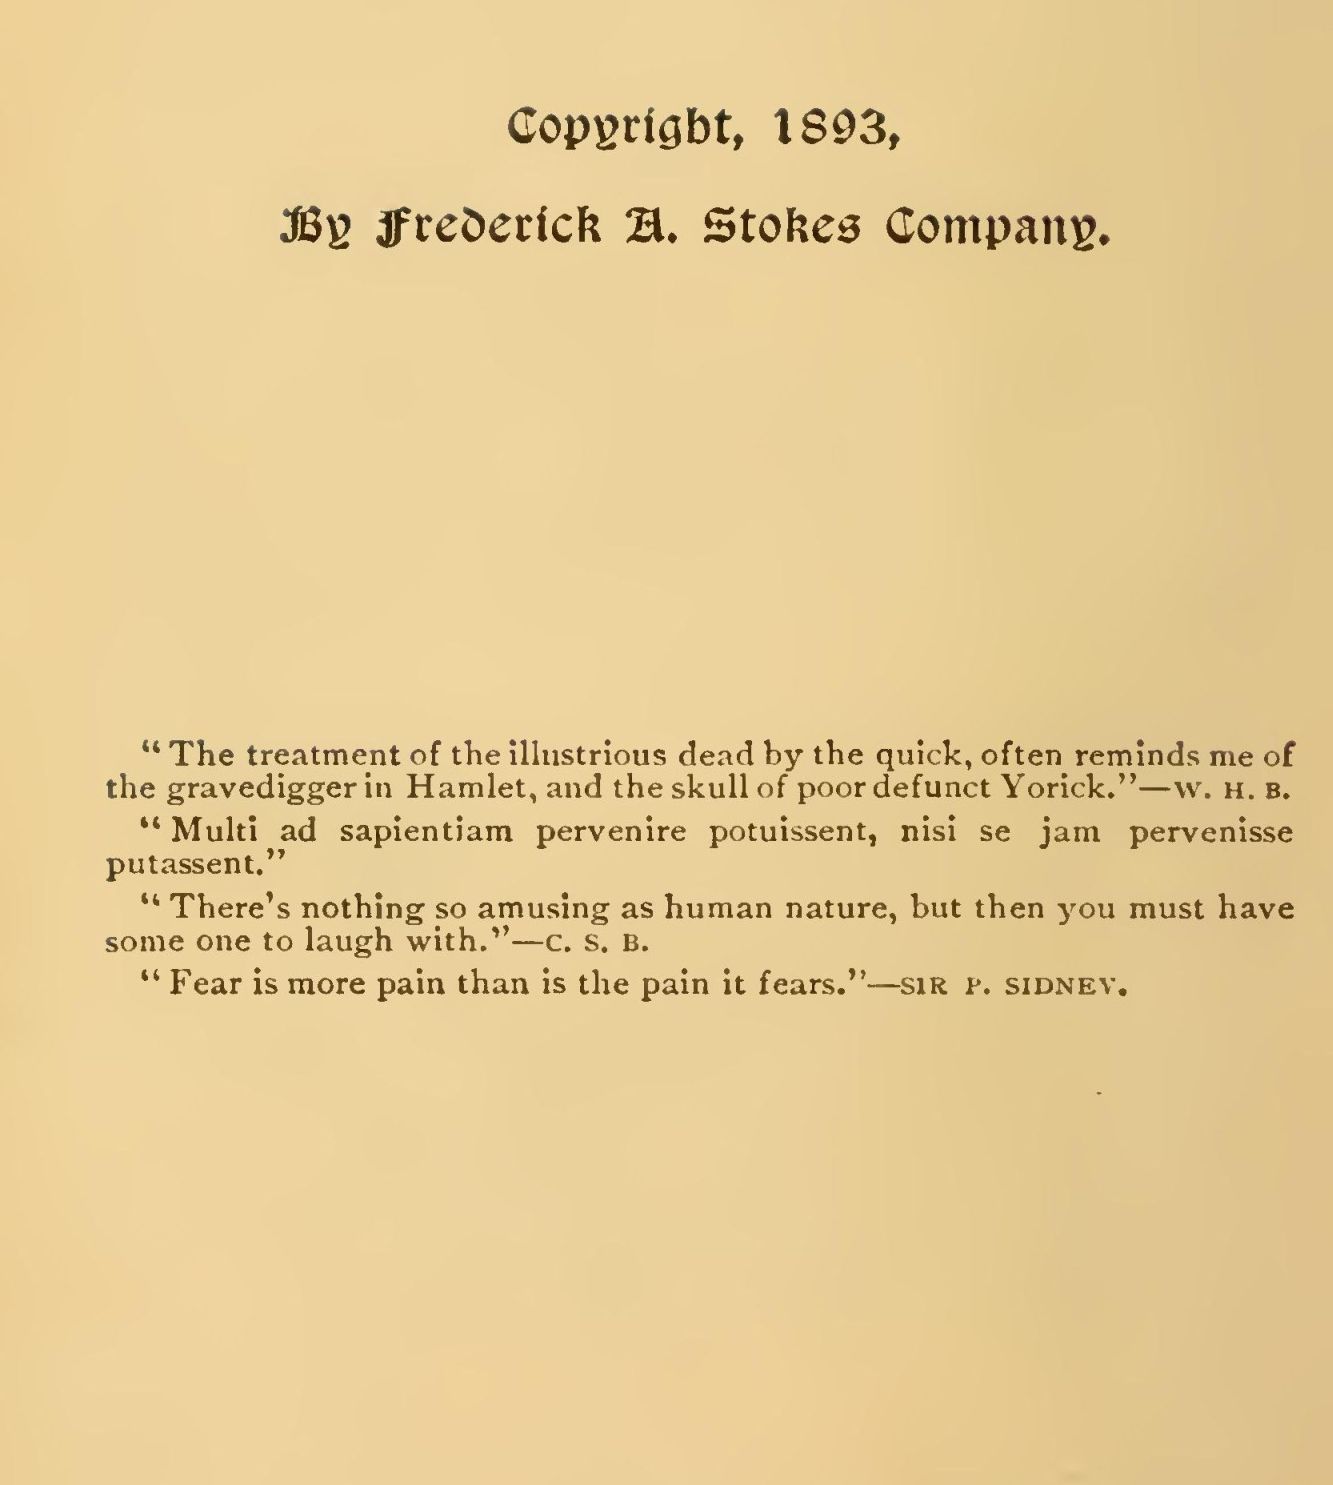 Copyright, 1893,
By Frederick A. Stokes Company.
“The treatment of the illustrious dead by the quick, often reminds me of
the gravedigger in Hamlet, and the skull of poor defunct Yorick.”—W. H. B.
“Multi ad sapientiam pervenire potuissent, nisi se jam pervenisse
putassent.”
“There’s nothing so amusing as human nature, but then you must have
some one to laugh with.”—C. S. B.
“Fear is more pain than is the pain it fears.”—SIR P. SIDNEY.